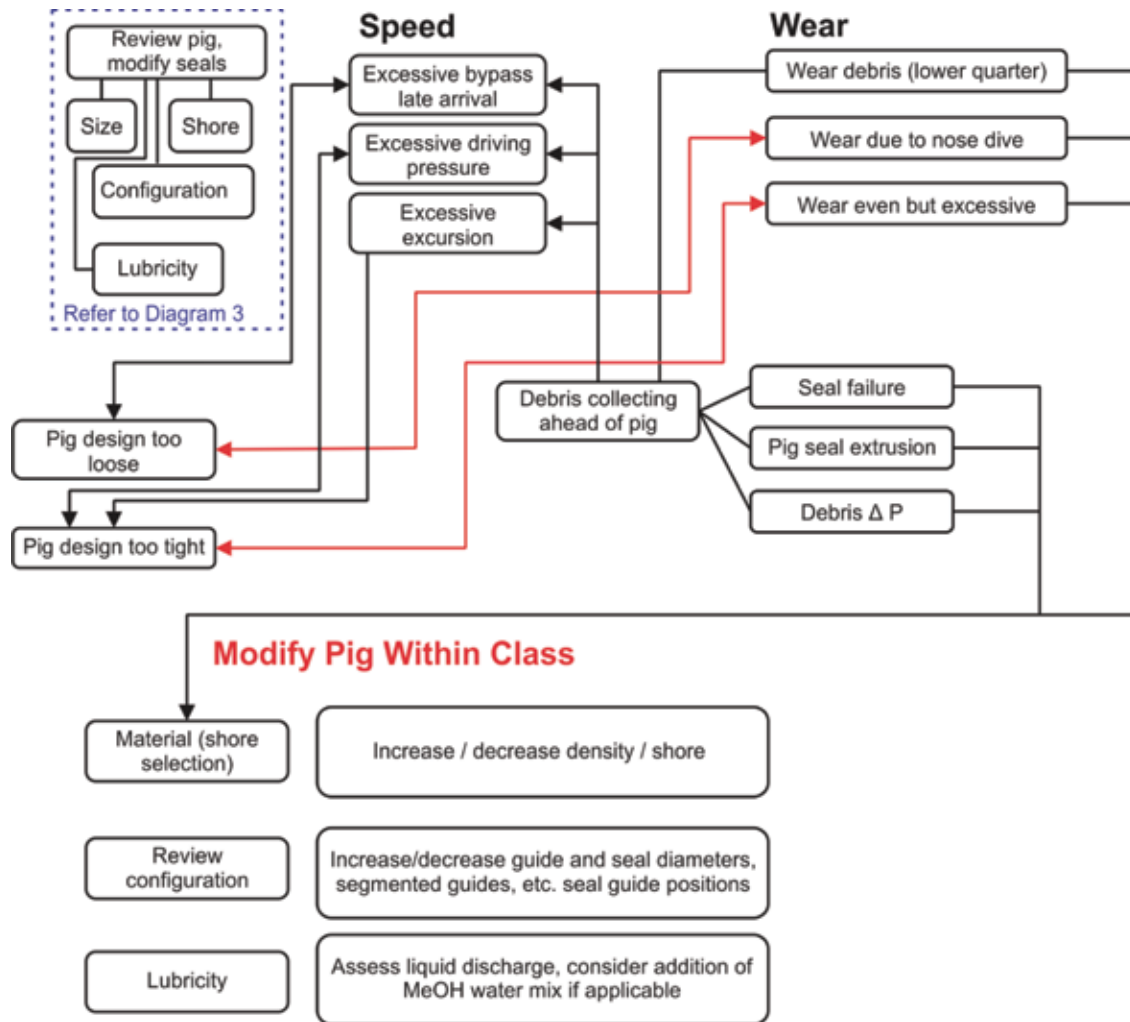 Speed
Wear
Review pig,
modify seals
Size
Shore
Configuration
Lubricity
Refer to Diagram 3
Excessive bypass
late arrival
Excessive driving
pressure
Excessive
excursion
Wear debris (lower quarter)
Wear due to nose dive
Wear even but excessive
Pig design too
loose
Pig design too tight
Debris collecting
ahead of pig
Seal failure
Pig seal extrusion
Debris Δ P
Modify Pig Within Class
Material (shore
selection)
Increase / decrease density / shore
Review
configuration
Increase/decrease guide and seal diameters,
segmented guides, etc. seal guide positions
Lubricity
Assess liquid discharge, consider addition of
MeOH water mix if applicable